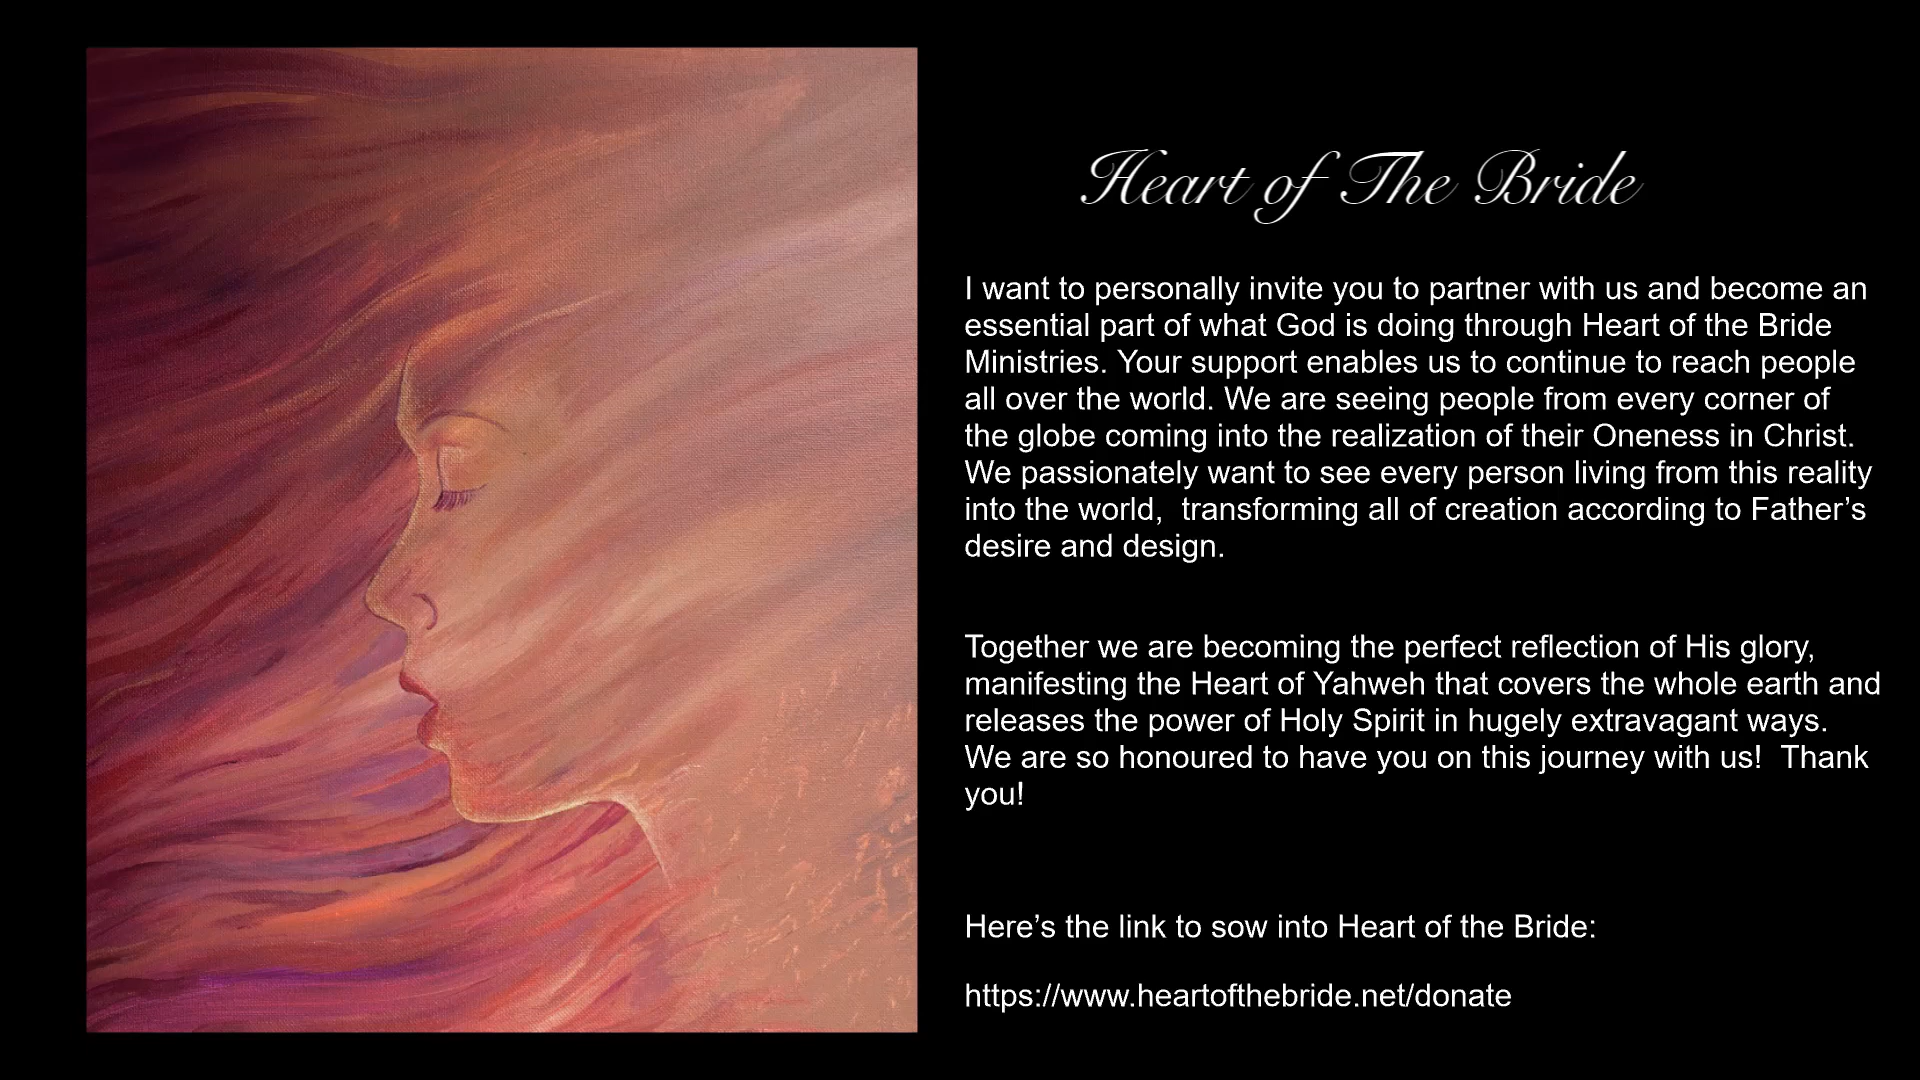 Heart of The Bride
I want to personally invite you to partner with us and become an
essential part of what God is doing through Heart of the Bride
Ministries. Your support enables us to continue to reach people
all over the world. We are seeing people from every corner of
the globe coming into the realization of their Oneness in Christ.
We passionately want to see every person living from this reality
into the world,  transforming all of creation according to Father’s
desire and design.
Together we are becoming the perfect reflection of His glory,
manifesting the Heart of Yahweh that covers the whole earth and
releases the power of Holy Spirit in hugely extravagant ways.
We are so honoured to have you on this journey with us!  Thank
you!
Here’s the link to sow into Heart of the Bride:
https://www.heartofthebride.net/donate